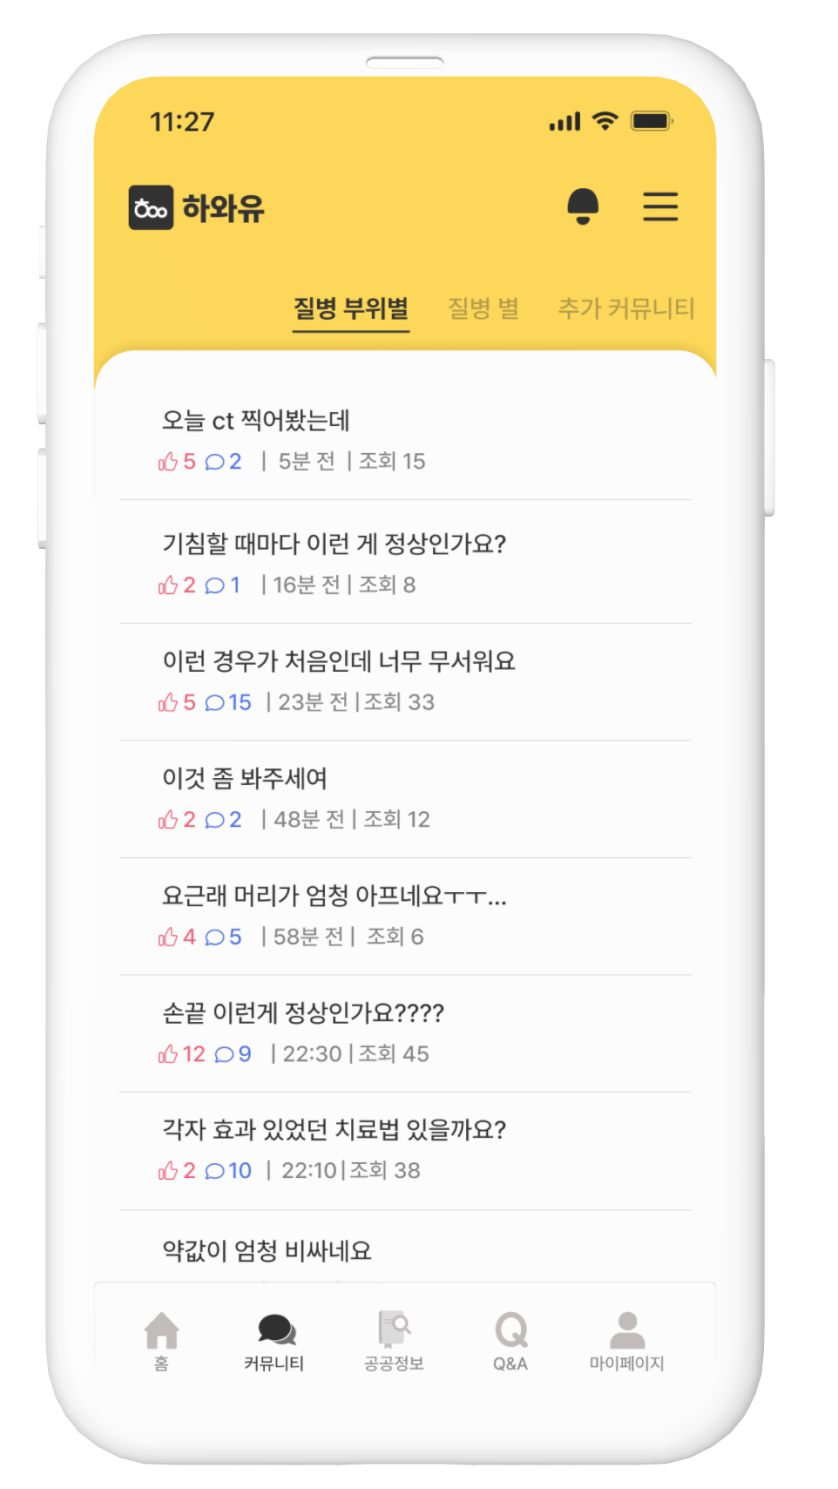 11:27
하와유
질병 부위별 질병 별 추가 커뮤니티
오늘 ct 찍어봤는데
5 2 | 5분 전 | 조회 15
기침할 때마다 이런 게 정상인가요?
2 1 | 16분 전 | 조회 8
이런 경우가 처음인데 너무 무서워요
5 15 | 23분 전 | 조회 33
이것 좀 봐주세여
2 2 | 48분 전 | 조회 12
요근래 머리가 엄청 아프네요ㅜㅜ...
4 5 | 58분 전 | 조회 6
손끝 이런게 정상인가요????
12 9 | 22:30 | 조회 45
각자 효과 있었던 치료법 있을까요?
2 10 | 22:10 | 조회 38
약값이 엄청 비싸네요
홈 커뮤니티 공공정보 Q&A 마이페이지